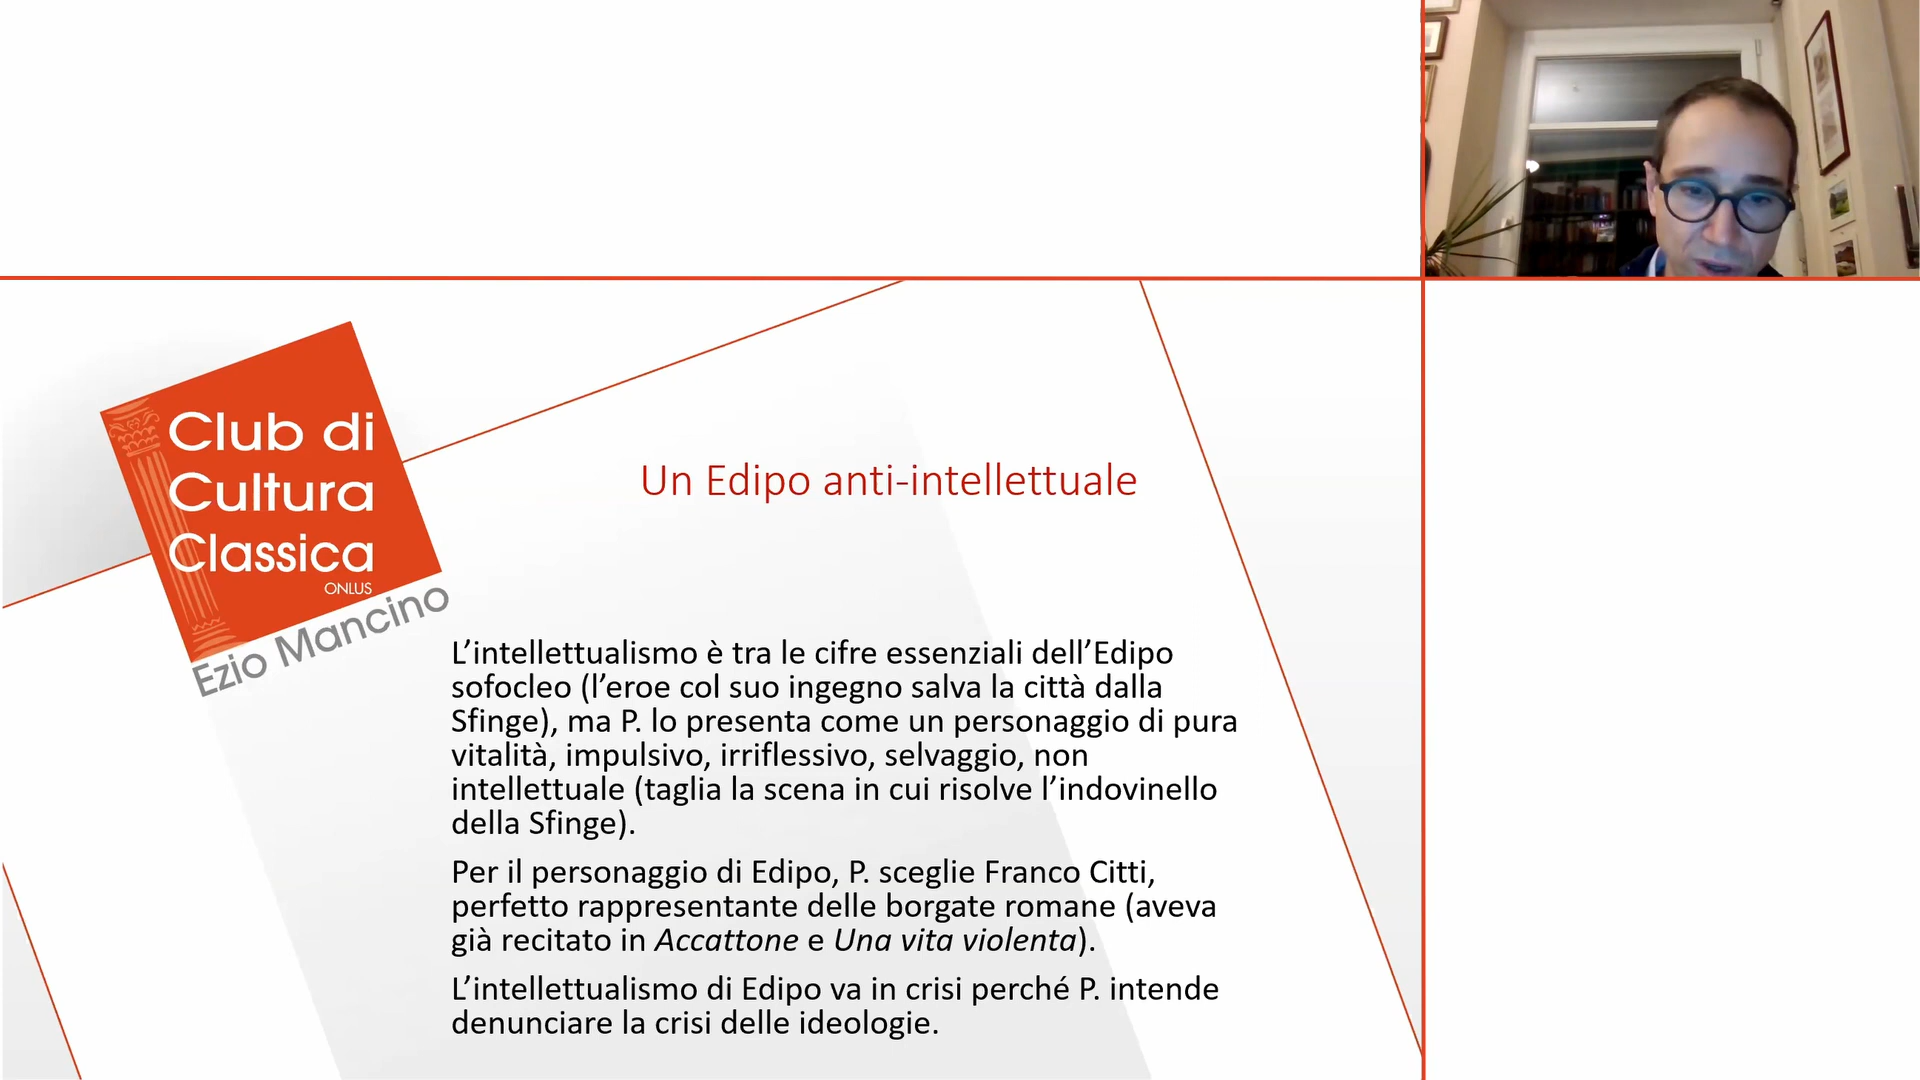 Club di
Cultura
Classica
ONLUS
Ezio Mancino
Un Edipo anti-intellettuale
L’intellettualismo è tra le cifre essenziali dell’Edipo
sofocleo (l’eroe col suo ingegno salva la città dalla
Sfinge), ma P. lo presenta come un personaggio di pura
vitalità, impulsivo, irriflessivo, selvaggio, non
intellettuale (taglia la scena in cui risolve l’indovinello
della Sfinge).
Per il personaggio di Edipo, P. sceglie Franco Citti,
perfetto rappresentante delle borgate romane (aveva
già recitato in Accattone e Una vita violenta).
L’intellettualismo di Edipo va in crisi perché P. intende
denunciare la crisi delle ideologie.